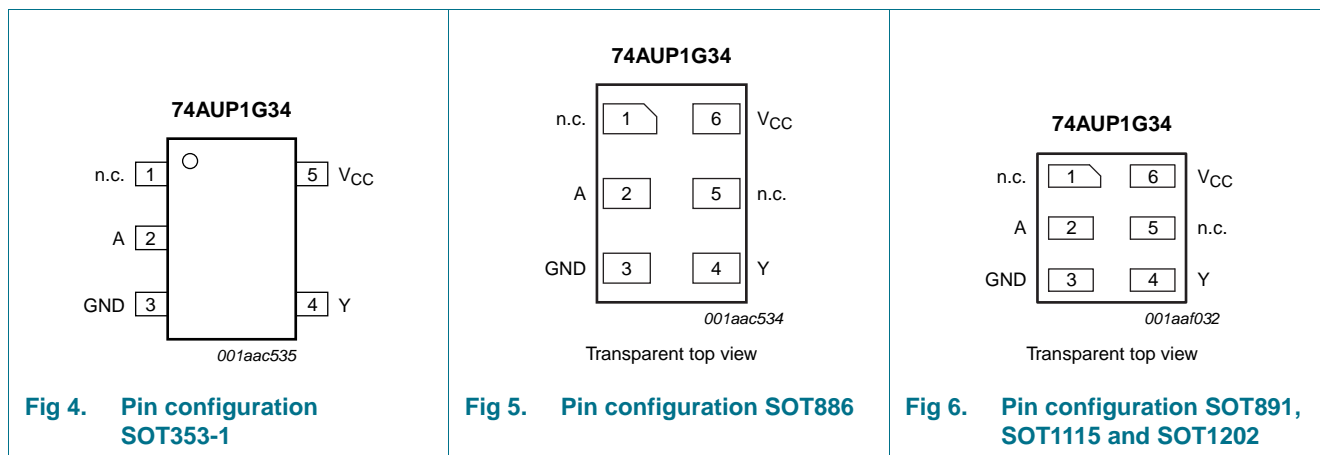 74AUP1G34
n.c. 1
5 VCC
A 2
GND 3
4 Y
001aac535
Fig 4. Pin configuration
SOT353-1
74AUP1G34
n.c. 1 6 VCC
A 2 5 n.c.
GND 3 4 Y
001aac534
Transparent top view
Fig 5. Pin configuration SOT886
74AUP1G34
n.c. 1 6 VCC
A 2 5 n.c.
GND 3 4 Y
001aaf032
Transparent top view
Fig 6. Pin configuration SOT891,
SOT1115 and SOT1202